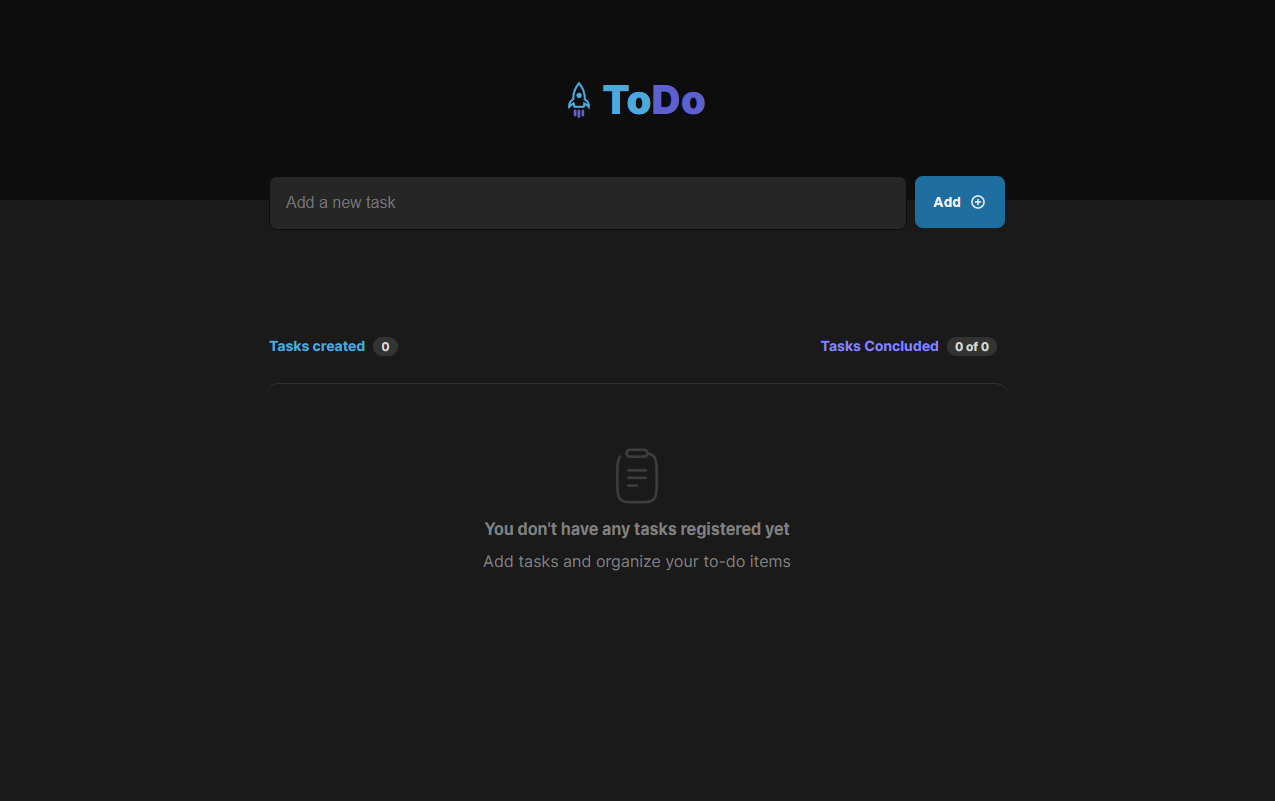 ToDo
Add a new task
Add
Tasks created 0
Tasks Concluded 0 of 0
You don't have any tasks registered yet
Add tasks and organize your to-do items